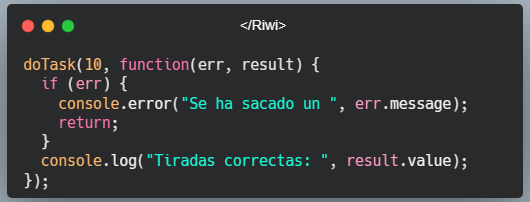 </Riwi>
doTask(10, function(err, result) {
  if (err) {
    console.error("Se ha sacado un ", err.message);
    return;
  }
  console.log("Tiradas correctas: ", result.value);
});